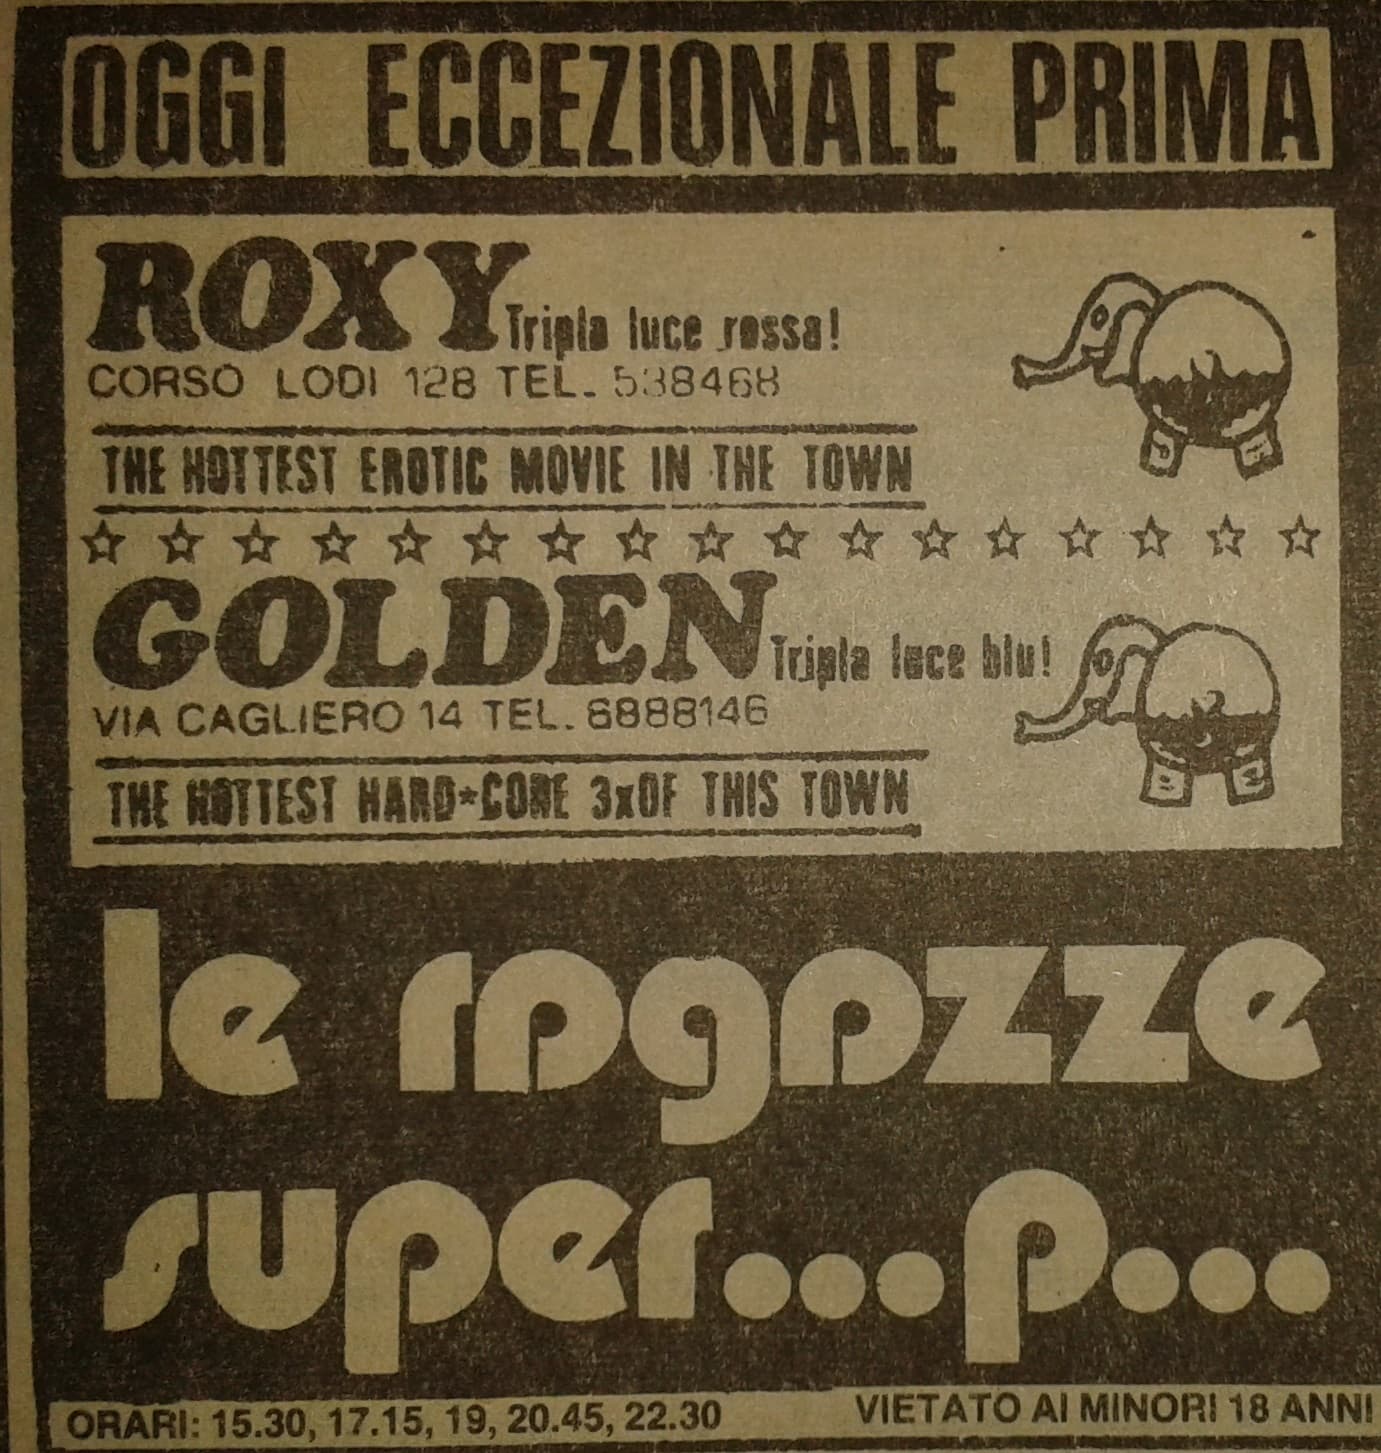 OGGI ECCEZIONALE PRIMA
ROXY Tripla luce rossa!
CORSO LODI 128 TEL. 538468
THE HOTTEST EROTIC MOVIE IN THE TOWN
GOLDEN Tripla luce blu!
VIA CAGLIERO 14 TEL. 6888146
THE HOTTEST HARD*CORE 3xOF THIS TOWN
le ragazze
super...p...
ORARI: 15.30, 17.15, 19, 20.45, 22.30 VIETATO AI MINORI 18 ANNI